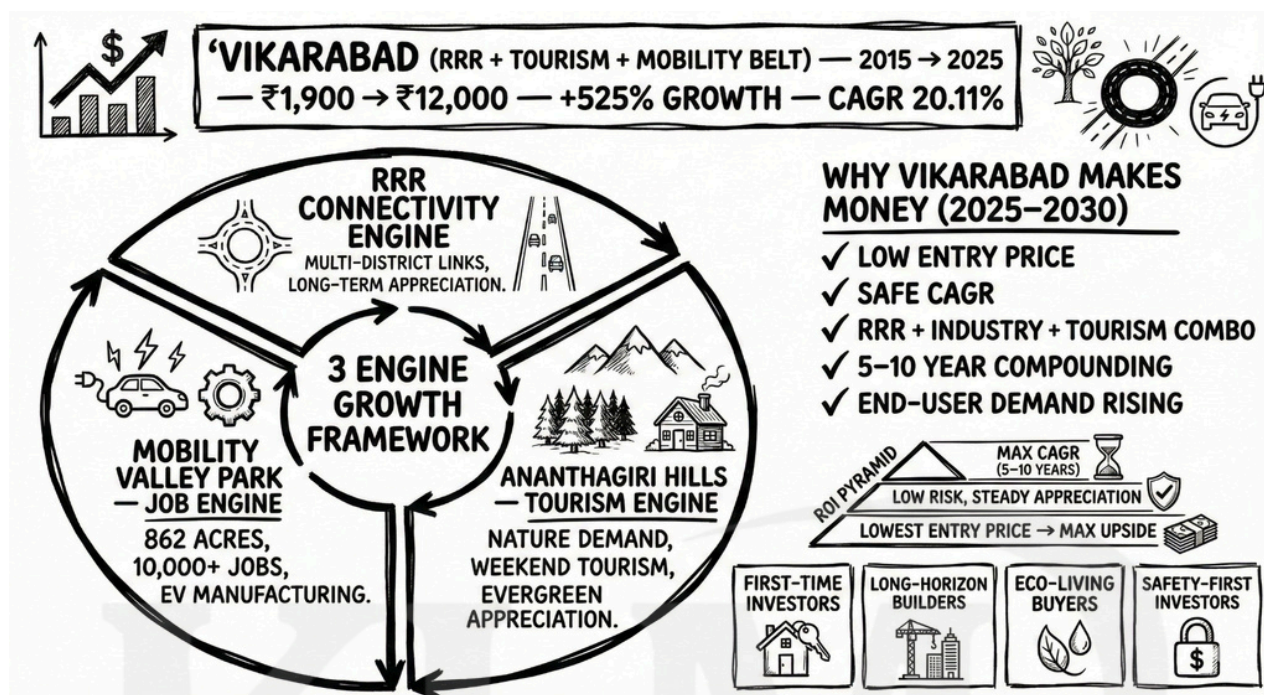 $
‘VIKARABAD (RRR + TOURISM + MOBILITY BELT) — 2015 → 2025
— ₹1,900 → ₹12,000 — +525% GROWTH — CAGR 20.11%
RRR
CONNECTIVITY
ENGINE
MULTI-DISTRICT LINKS,
LONG-TERM APPRECIATION.
3 ENGINE
GROWTH
FRAMEWORK
MOBILITY
VALLEY PARK
— JOB ENGINE
862 ACRES,
10,000+ JOBS,
EV MANUFACTURING.
ANANTHAGIRI HILLS
— TOURISM ENGINE
NATURE DEMAND,
WEEKEND TOURISM,
EVERGREEN
APPRECIATION.
WHY VIKARABAD MAKES
MONEY (2025–2030)
✓ LOW ENTRY PRICE
✓ SAFE CAGR
✓ RRR + INDUSTRY + TOURISM COMBO
✓ 5–10 YEAR COMPOUNDING
✓ END-USER DEMAND RISING
ROI PYRAMID
MAX CAGR
(5–10 YEARS)
LOW RISK, STEADY APPRECIATION
LOWEST ENTRY PRICE → MAX UPSIDE
FIRST-TIME
INVESTORS
LONG-HORIZON
BUILDERS
ECO-LIVING
BUYERS
SAFETY-FIRST
INVESTORS
$